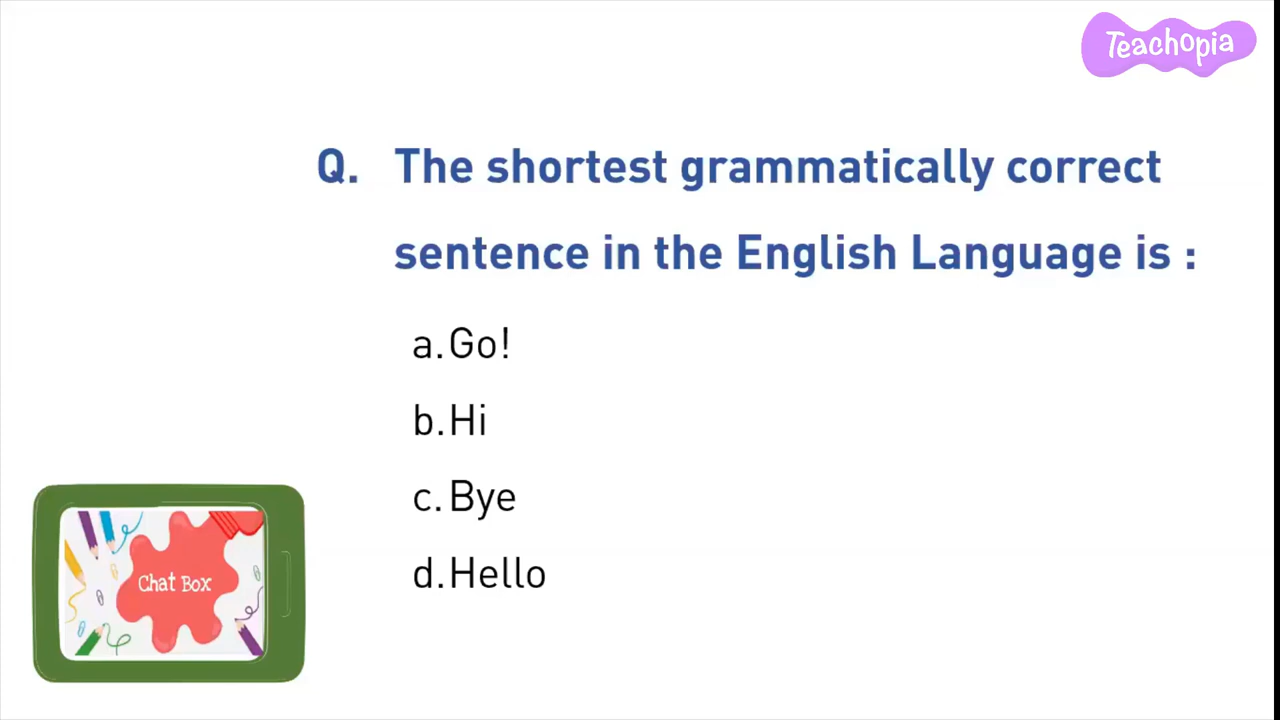 Teachopia
Q. The shortest grammatically correct
sentence in the English Language is :
a.Go!
b.Hi
c.Bye
d.Hello
Chat Box